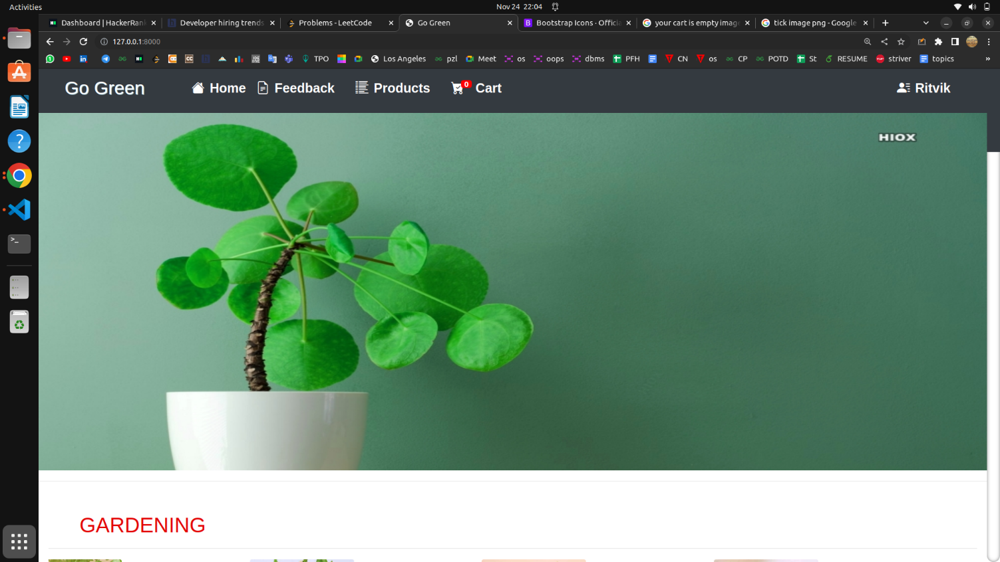 Activities
Nov 24 22:04
Dashboard | HackerRank
Developer hiring trends
Problems - LeetCode
Go Green
Bootstrap Icons · Officia
your cart is empty image
tick image png - Google
127.0.0.1:8000
TPO
Los Angeles
pzl
Meet
os
oops
dbms
PFH
CN
os
CP
POTD
St
RESUME
striver
topics
»
Go Green
Home
Feedback
Products
0
Cart
Ritvik
HIOX
GARDENING